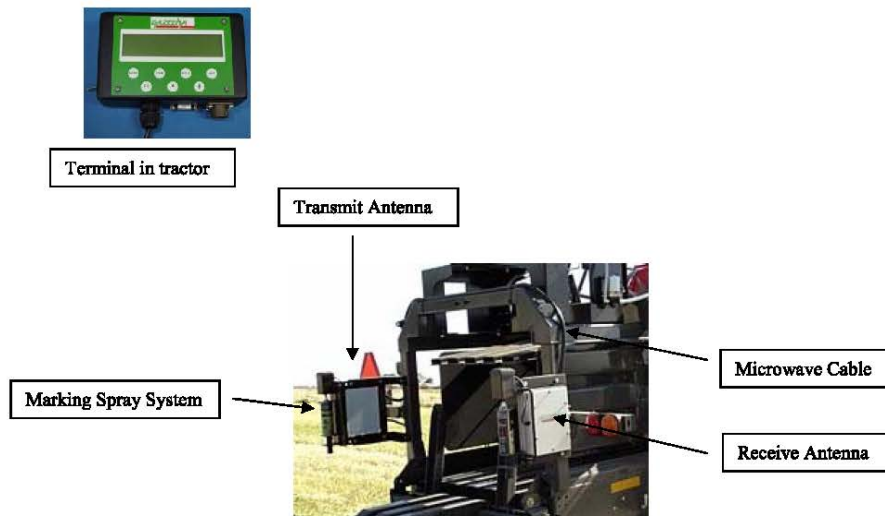 Terminal in tractor
Transmit Antenna
Marking Spray System
Microwave Cable
Receive Antenna